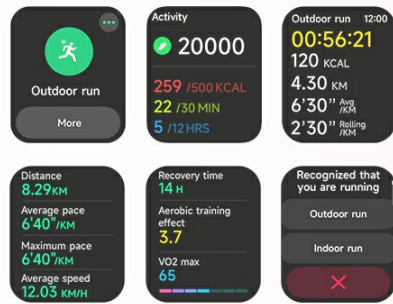 Outdoor run
More
Activity
20000
259 /500 KCAL
22 /30 MIN
5 /12 HRS
Outdoor run 12:00
00:56:21
120 KCAL
4.30 KM
6'30" Avg /KM
2'30" Rolling /KM
Distance
8.29KM
Average pace
6'40"/KM
Maximum pace
6'40"/KM
Average speed
12.03 KM/H
Recovery time
14 H
Aerobic training
effect
3.7
VO2 max
65
Recognized that
you are running
Outdoor run
Indoor run